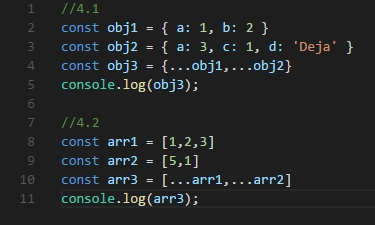 1 //4.1
2 const obj1 = { a: 1, b: 2 }
3 const obj2 = { a: 3, c: 1, d: 'Deja' }
4 const obj3 = {...obj1,...obj2}
5 console.log(obj3);
6
7 //4.2
8 const arr1 = [1,2,3]
9 const arr2 = [5,1]
10 const arr3 = [...arr1,...arr2]
11 console.log(arr3);